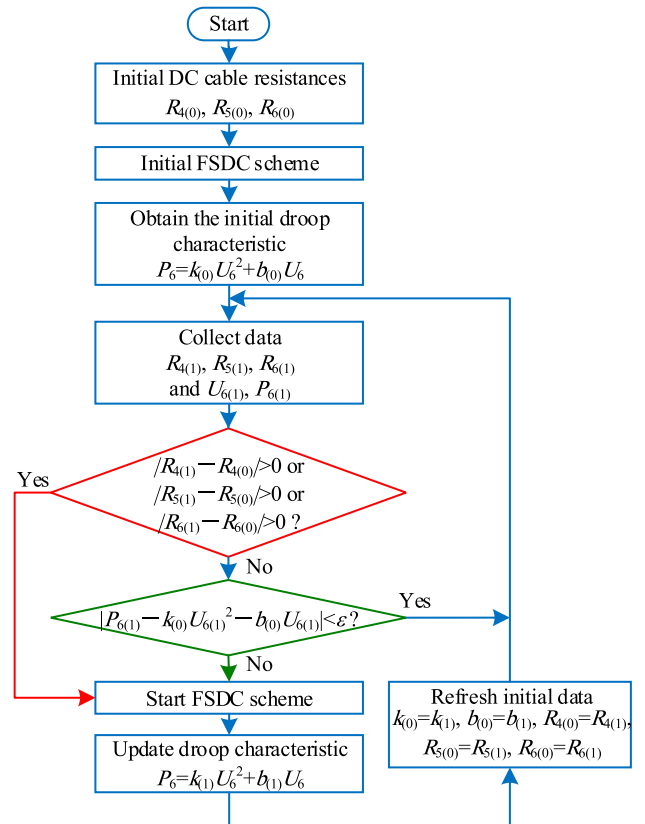 Start
Initial DC cable resistances
R4(0), R5(0), R6(0)
Initial FSDC scheme
Obtain the initial droop
characteristic
P6=k(0)U6²+b(0)U6
Collect data
R4(1), R5(1), R6(1)
and U6(1), P6(1)
Yes
/R4(1)−R4(0)/>0 or
/R5(1)−R5(0)/>0 or
/R6(1)−R6(0)/>0 ?
No
|P6(1)−k(0)U6(1)²−b(0)U6(1)|<ε?
Yes
No
Start FSDC scheme
Update droop characteristic
P6=k(1)U6²+b(1)U6
Refresh initial data
k(0)=k(1), b(0)=b(1), R4(0)=R4(1),
R5(0)=R5(1), R6(0)=R6(1)